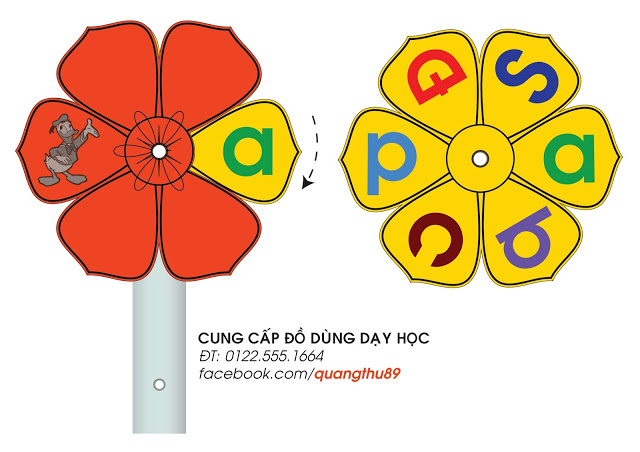 a
Đ
S
p
a
C
q
CUNG CẤP ĐỒ DÙNG DẠY HỌC
ĐT: 0122.555.1664
facebook.com/quangthu89